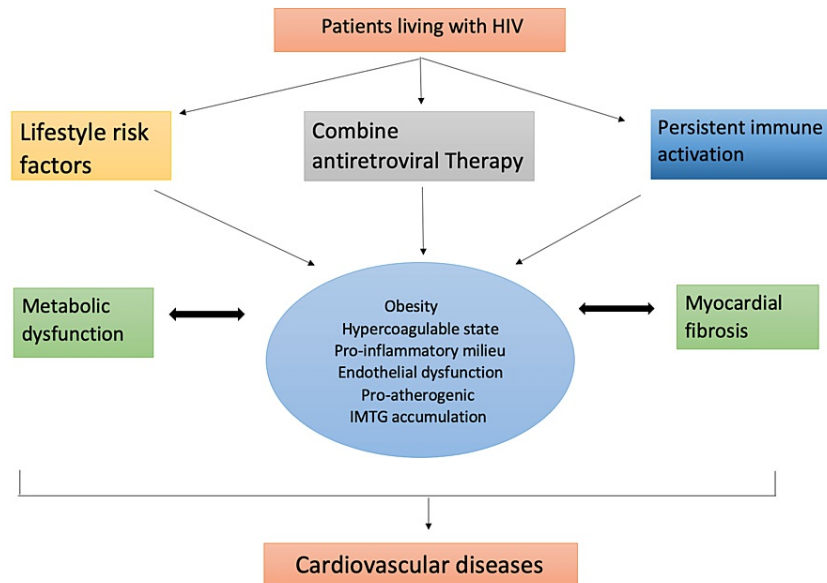 Patients living with HIV
Lifestyle risk
factors
Combine
antiretroviral Therapy
Persistent immune
activation
Metabolic
dysfunction
Obesity
Hypercoagulable state
Pro-inflammatory milieu
Endothelial dysfunction
Pro-atherogenic
IMTG accumulation
Myocardial
fibrosis
Cardiovascular diseases